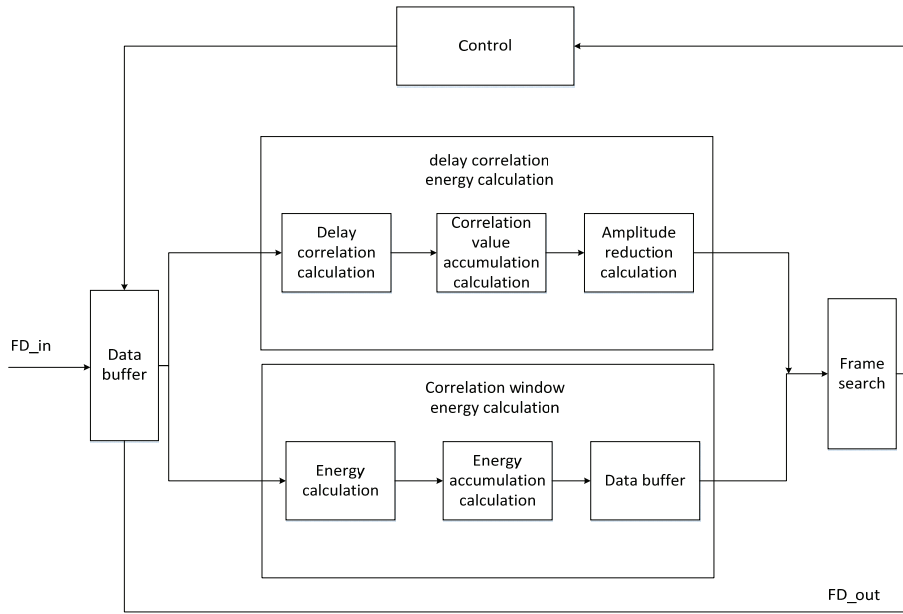 Control
delay correlation
energy calculation
Delay
correlation
calculation
Correlation
value
accumulation
calculation
Amplitude
reduction
calculation
FD_in
Data
buffer
Frame
search
Correlation window
energy calculation
Energy
calculation
Energy
accumulation
calculation
Data buffer
FD_out